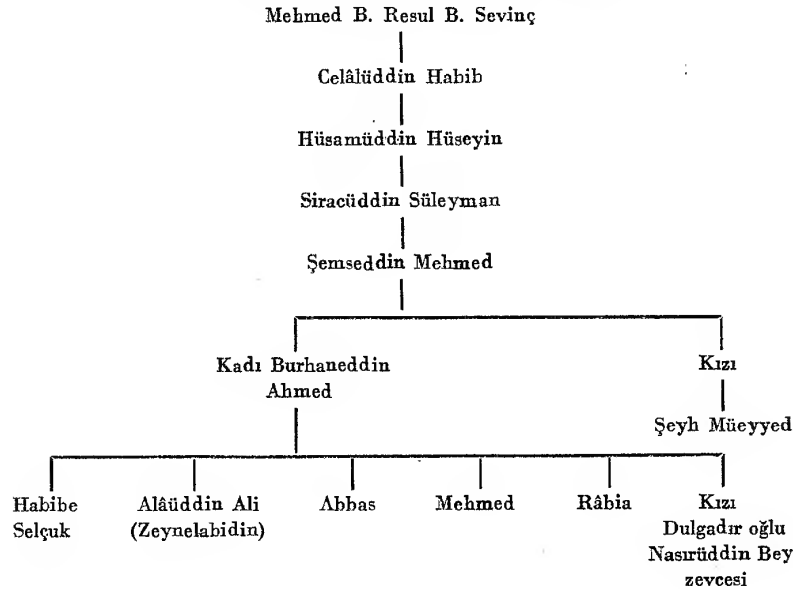 Mehmed B. Resul B. Sevinç
Celâlüddin Habib
Hüsamüddin Hüseyin
Siracüddin Süleyman
Şemseddin Mehmed
Kadı Burhaneddin
Ahmed
Kızı
Şeyh Müeyyed
Habibe
Selçuk
Alâüddin Ali
(Zeynelabidin)
Abbas
Mehmed
Râbia
Kızı
Dulgadır oğlu
Nasırüddin Bey
zevcesi